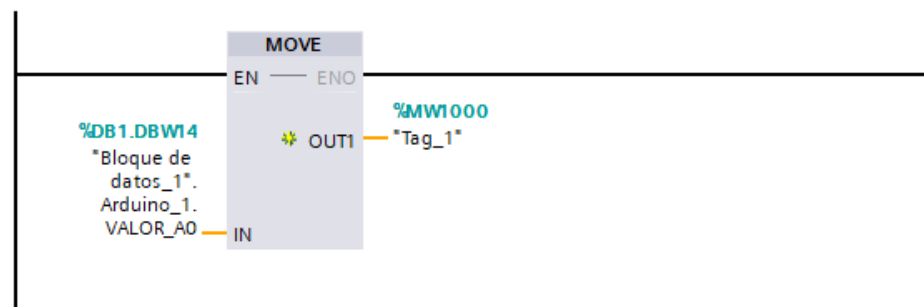 MOVE
EN
ENO
%DB1.DBW14
"Bloque de
datos_1".
Arduino_1.
VALOR_A0
IN
OUT1
%MW1000
"Tag_1"